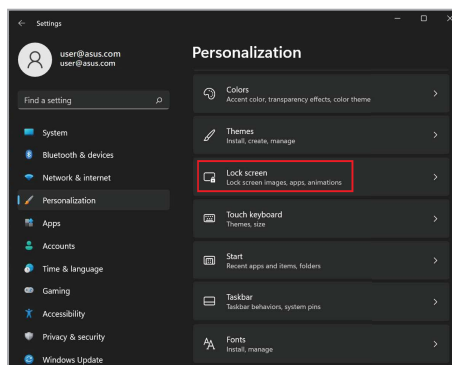 Settings
user@asus.com
user@asus.com
Find a setting
System
Bluetooth & devices
Network & internet
Personalization
Apps
Accounts
Time & language
Gaming
Accessibility
Privacy & security
Windows Update
Personalization
Colors
Accent color, transparency effects, color theme
Themes
Install, create, manage
Lock screen
Lock screen images, apps, animations
Touch keyboard
Themes, size
Start
Recent apps and items, folders
Taskbar
Taskbar behaviors, system pins
Fonts
Install, manage